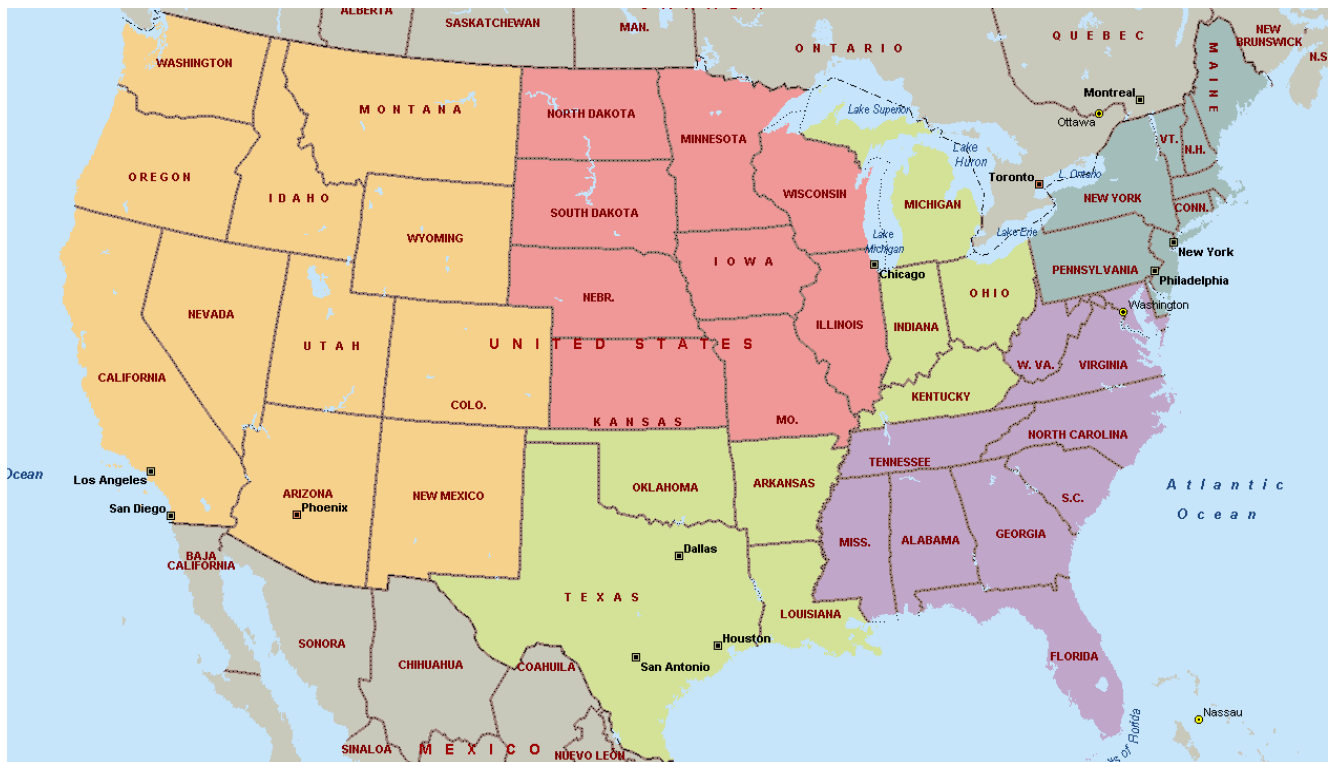 ALBERTA
SASKATCHEWAN
MAN.
ONTARIO
QUEBEC
NEW
BRUNSWICK
N.S
MAINE
WASHINGTON
MONTANA
NORTH DAKOTA
MINNESOTA
Lake Superior
Montreal
Ottawa
VT.
N.H.
Lake
Huron
L. Ontario
Toronto
OREGON
IDAHO
WYOMING
SOUTH DAKOTA
WISCONSIN
MICHIGAN
NEW YORK
CONN.
Lake Erie
Lake
Michigan
New York
IOWA
Chicago
PENNSYLVANIA
Philadelphia
NEBR.
OHIO
Washington
NEVADA
UTAH
UNITED STATES
ILLINOIS
INDIANA
W. VA.
VIRGINIA
CALIFORNIA
COLO.
KANSAS
MO.
KENTUCKY
NORTH CAROLINA
TENNESSEE
Ocean
Los Angeles
San Diego
ARIZONA
Phoenix
NEW MEXICO
OKLAHOMA
ARKANSAS
S.C.
Atlantic
Ocean
MISS.
ALABAMA
GEORGIA
BAJA
CALIFORNIA
Dallas
TEXAS
LOUISIANA
SONORA
CHIHUAHUA
COAHUILA
San Antonio
Houston
FLORIDA
Nassau
SINALOA
MEXICO
NUEVO LEON
of Florida